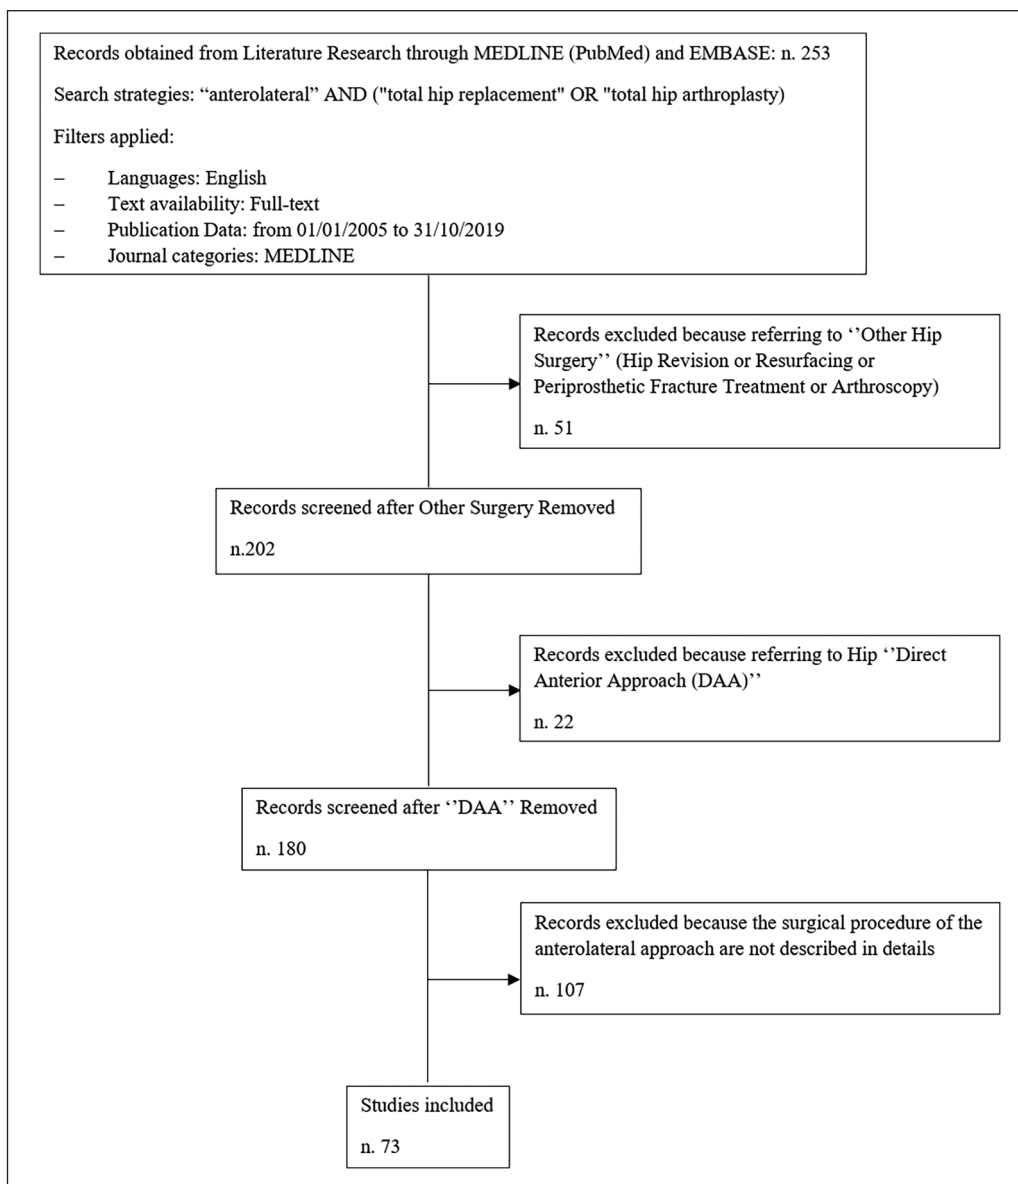 Records obtained from Literature Research through MEDLINE (PubMed) and EMBASE: n. 253
Search strategies: “anterolateral” AND ("total hip replacement" OR "total hip arthroplasty)
Filters applied:
– Languages: English
– Text availability: Full-text
– Publication Data: from 01/01/2005 to 31/10/2019
– Journal categories: MEDLINE
Records excluded because referring to ‘’Other Hip
Surgery’’ (Hip Revision or Resurfacing or
Periprosthetic Fracture Treatment or Arthroscopy)
n. 51
Records screened after Other Surgery Removed
n.202
Records excluded because referring to Hip ‘’Direct
Anterior Approach (DAA)’’
n. 22
Records screened after ‘’DAA’’ Removed
n. 180
Records excluded because the surgical procedure of the
anterolateral approach are not described in details
n. 107
Studies included
n. 73